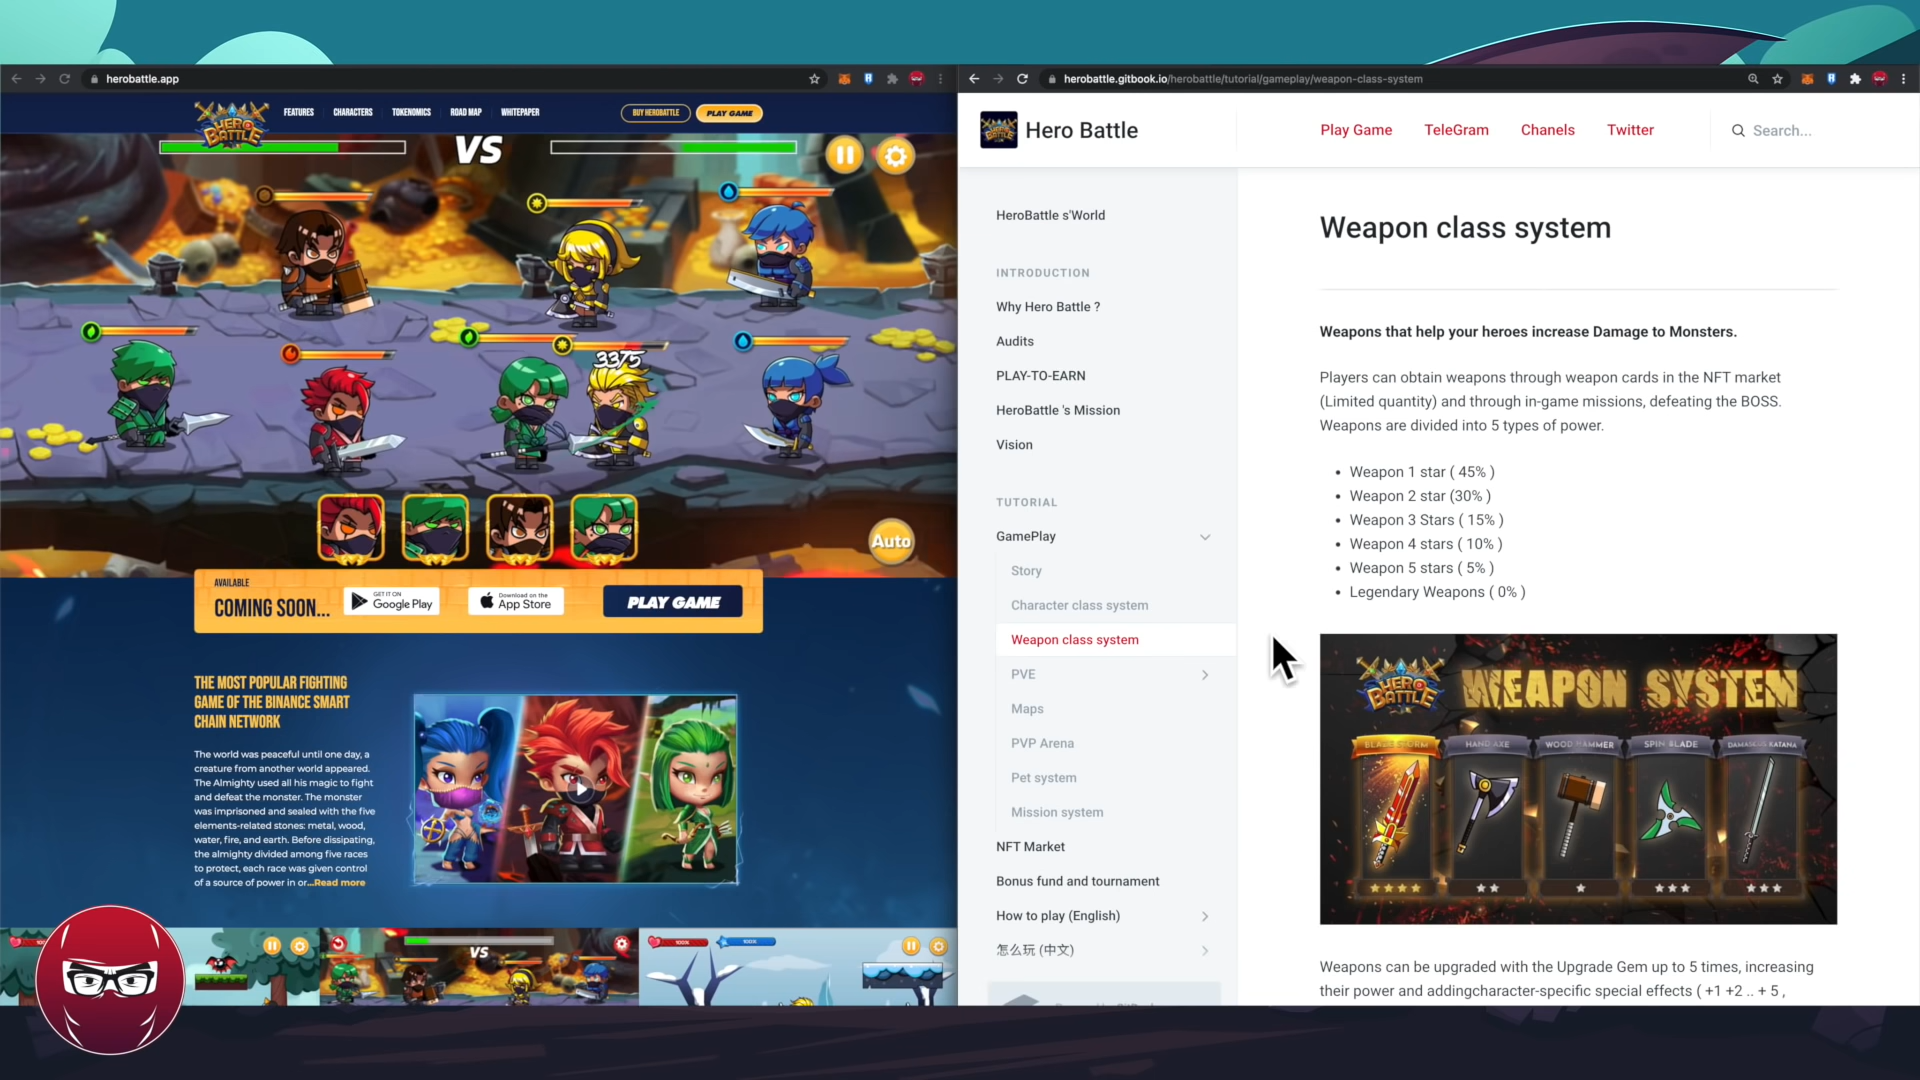 herobattle.app
HERO BATTLE
FEATURES
CHARACTERS
TOKENOMICS
ROAD MAP
WHITEPAPER
BUY HEROBATTLE
PLAY GAME
VS
3375
Auto
AVAILABLE
COMING SOON...
GET IT ON
Google Play
Download on the
App Store
PLAY GAME
THE MOST POPULAR FIGHTING
GAME OF THE BINANCE SMART
CHAIN NETWORK
The world was peaceful until one day, a
creature from another world appeared.
The Almighty used all his magic to fight
and defeat the monster. The monster
was imprisoned and sealed with the five
elements-related stones: metal, wood,
water, fire, and earth. Before dissipating,
the almighty divided among five races
to protect, each race was given control
of a source of power in or...Read more
VS
100%
100%
herobattle.gitbook.io/herobattle/tutorial/gameplay/weapon-class-system
Hero Battle
Play Game
TeleGram
Chanels
Twitter
Search...
HeroBattle s'World
INTRODUCTION
Why Hero Battle ?
Audits
PLAY-TO-EARN
HeroBattle 's Mission
Vision
TUTORIAL
GamePlay
Story
Character class system
Weapon class system
PVE
Maps
PVP Arena
Pet system
Mission system
NFT Market
Bonus fund and tournament
How to play (English)
怎么玩 (中文)
Weapon class system
Weapons that help your heroes increase Damage to Monsters.
Players can obtain weapons through weapon cards in the NFT market
(Limited quantity) and through in-game missions, defeating the BOSS.
Weapons are divided into 5 types of power.
• Weapon 1 star ( 45% )
• Weapon 2 star (30% )
• Weapon 3 Stars ( 15% )
• Weapon 4 stars ( 10% )
• Weapon 5 stars ( 5% )
• Legendary Weapons ( 0% )
HERO BATTLE
WEAPON SYSTEM
BLAZE STORM
HAND AXE
WOOD HAMMER
SPIN BLADE
DAMASCUS KATANA
Weapons can be upgraded with the Upgrade Gem up to 5 times, increasing
their power and addingcharacter-specific special effects ( +1 +2 .. + 5 ,